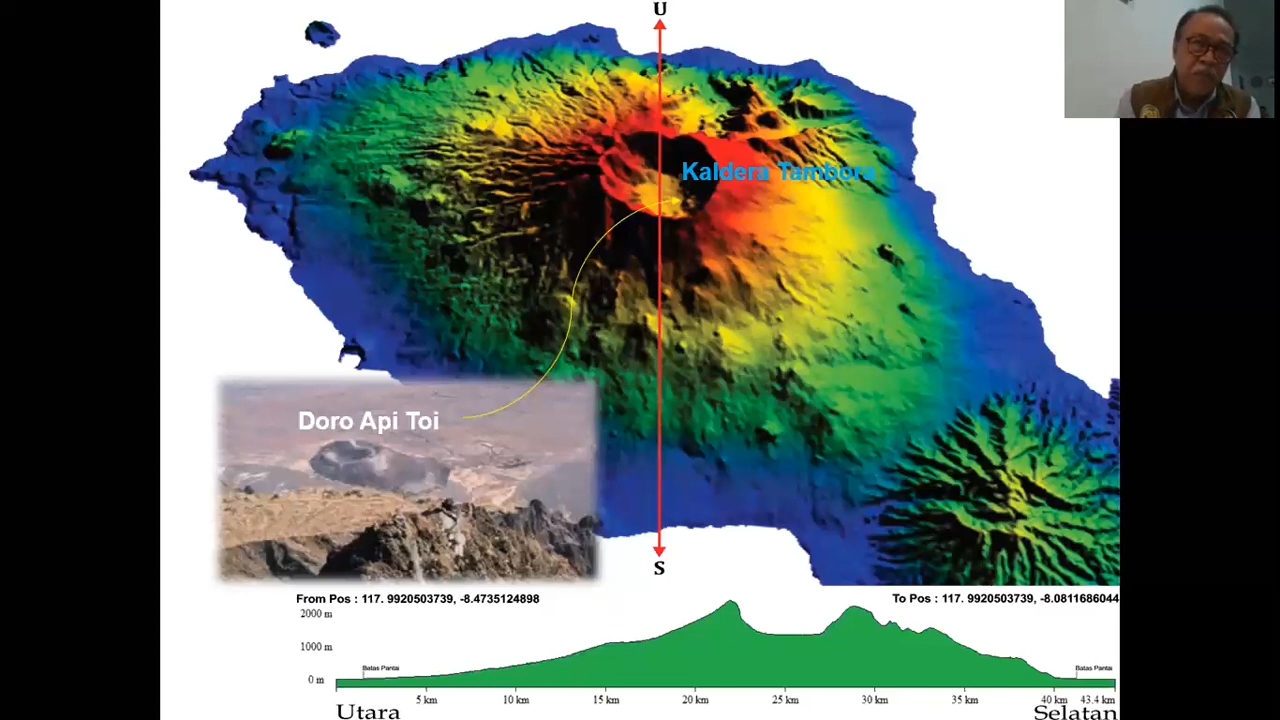 U
Kaldera Tambora
Doro Api Toi
S
From Pos : 117. 9920503739, -8.4735124898
To Pos : 117. 9920503739, -8.0811686044
2000 m
1000 m
0 m
Batas Pantai
Batas Pantai
5 km
10 km
15 km
20 km
25 km
30 km
35 km
40 km
43.4 km
Utara
Selatan